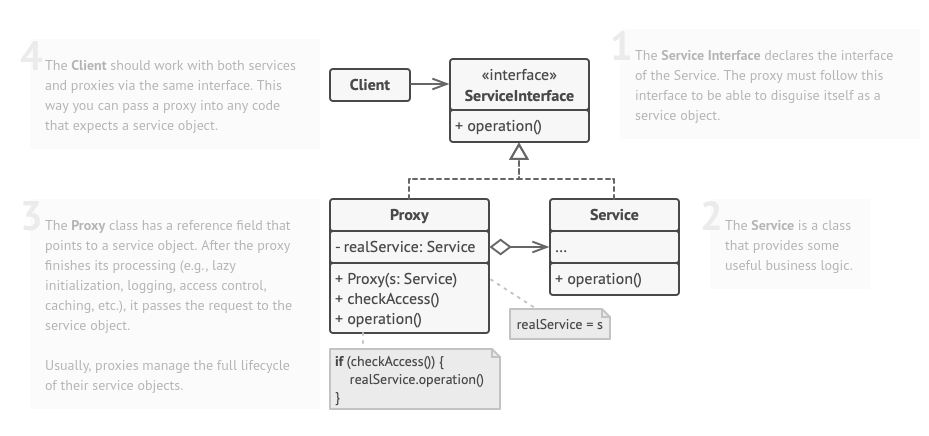 4
The Client should work with both services
and proxies via the same interface. This
way you can pass a proxy into any code
that expects a service object.
Client
«interface»
ServiceInterface
+ operation()
1
The Service Interface declares the interface
of the Service. The proxy must follow this
interface to be able to disguise itself as a
service object.
3
The Proxy class has a reference field that
points to a service object. After the proxy
finishes its processing (e.g., lazy
initialization, logging, access control,
caching, etc.), it passes the request to the
service object.
Usually, proxies manage the full lifecycle
of their service objects.
Proxy
- realService: Service
+ Proxy(s: Service)
+ checkAccess()
+ operation()
Service
...
+ operation()
2
The Service is a class
that provides some
useful business logic.
realService = s
if (checkAccess()) {
realService.operation()
}